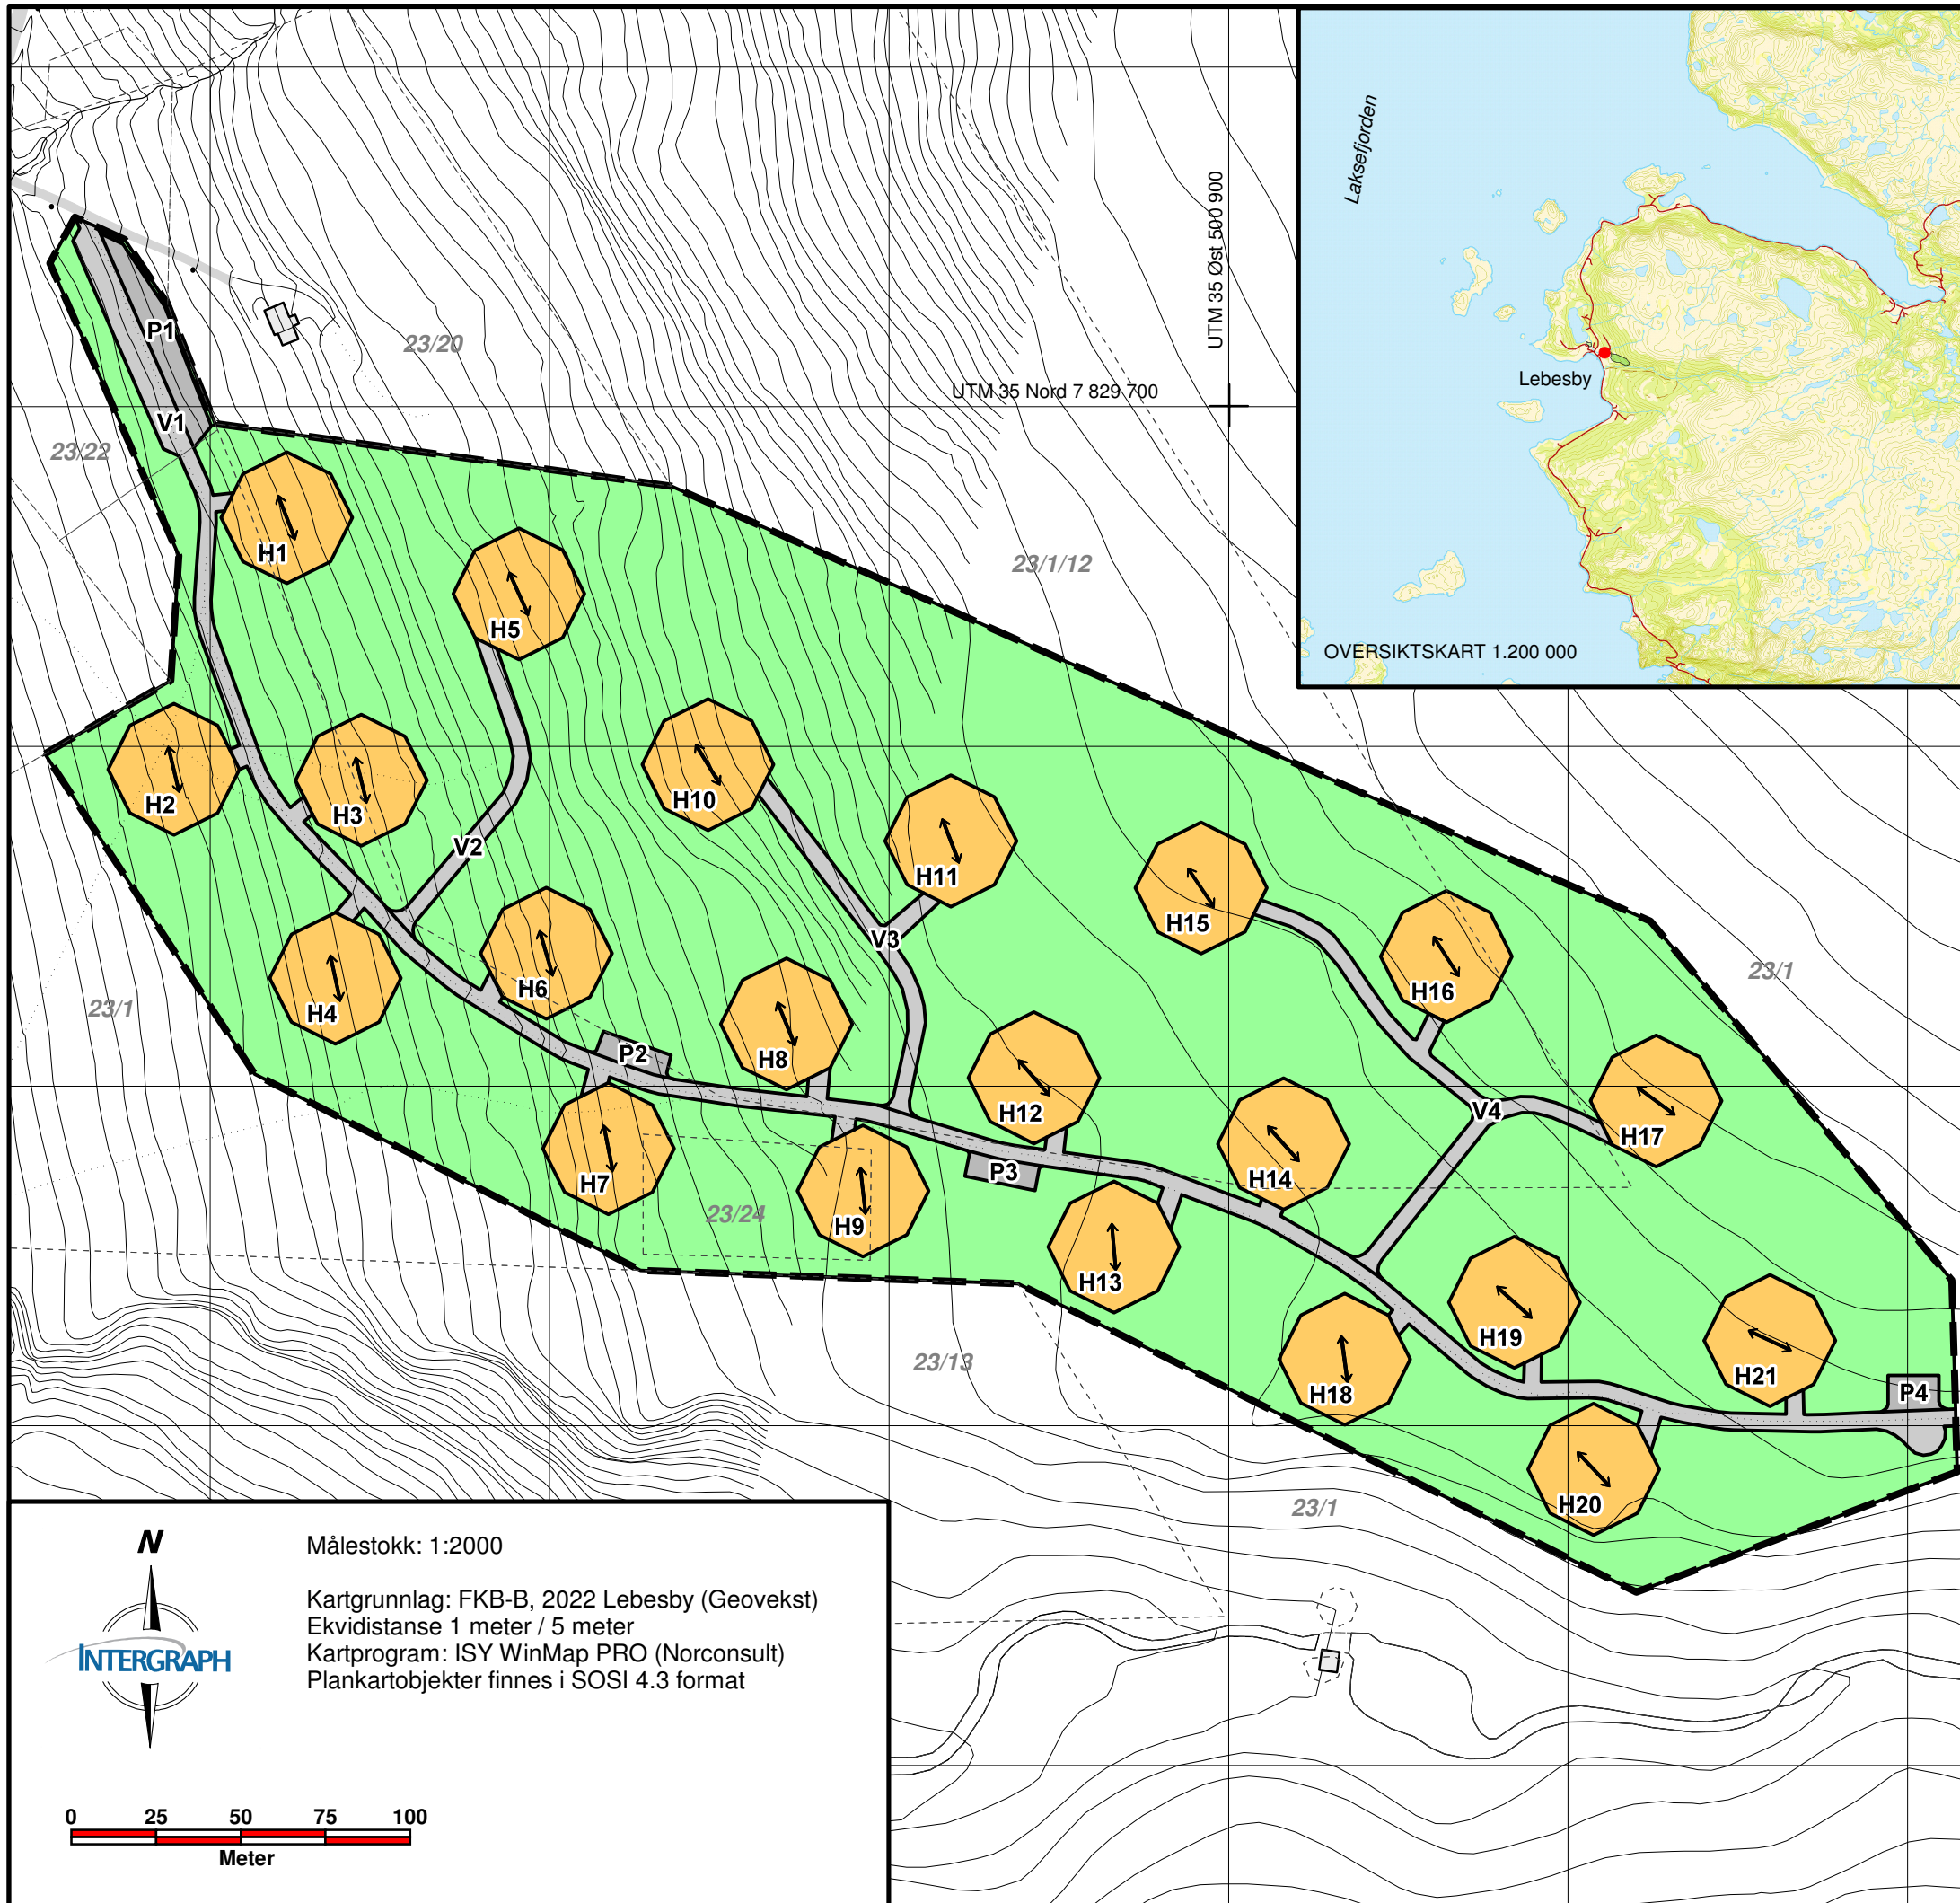 Laksefjorden
Lebesby
OVERSIKTSKART 1.200 000
UTM 35 Øst 500 900
UTM 35 Nord 7 829 700
P1
23/20
V1
23/22
H1
23/1/12
H5
H2
H3
H10
V2
H11
H15
V3
H16
23/1
H6
H4
23/1
P2
H8
H12
V4
H17
P3
H14
H7
23/24
H9
H13
H19
23/13
H21
H18
P4
H20
23/1
N
INTERGRAPH
Målestokk: 1:2000
Kartgrunnlag: FKB-B, 2022 Lebesby (Geovekst)
Ekvidistanse 1 meter / 5 meter
Kartprogram: ISY WinMap PRO (Norconsult)
Plankartobjekter finnes i SOSI 4.3 format
0 25 50 75 100
Meter